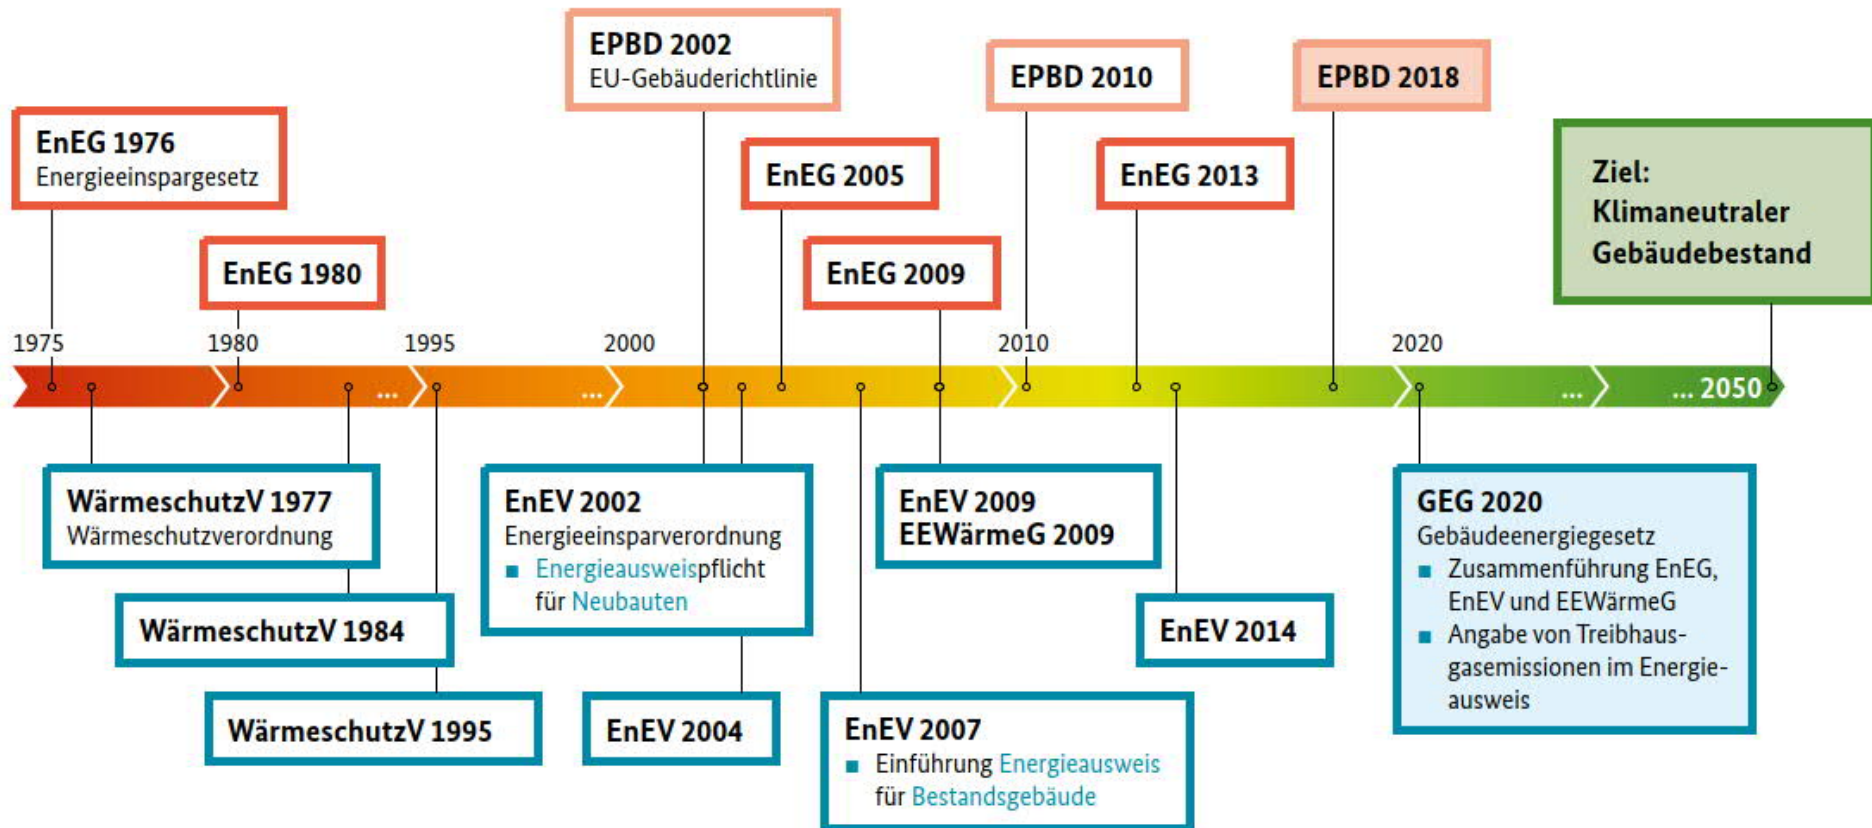 EPBD 2002
EU-Gebäuderichtlinie
EPBD 2010
EPBD 2018
EnEG 1976
Energieeinspargesetz
EnEG 2005
EnEG 2013
Ziel:
Klimaneutraler
Gebäudebestand
EnEG 1980
EnEG 2009
1975
1980
1995
2000
2010
2020
...
...
...
... 2050
WärmeschutzV 1977
Wärmeschutzverordnung
EnEV 2002
Energieeinsparverordnung
■ Energieausweispflicht
für Neubauten
EnEV 2009
EEWärmeG 2009
GEG 2020
Gebäudeenergiegesetz
■ Zusammenführung EnEG,
EnEV und EEWärmeG
■ Angabe von Treibhaus-
gasemissionen im Energie-
ausweis
WärmeschutzV 1984
EnEV 2014
WärmeschutzV 1995
EnEV 2004
EnEV 2007
■ Einführung Energieausweis
für Bestandsgebäude